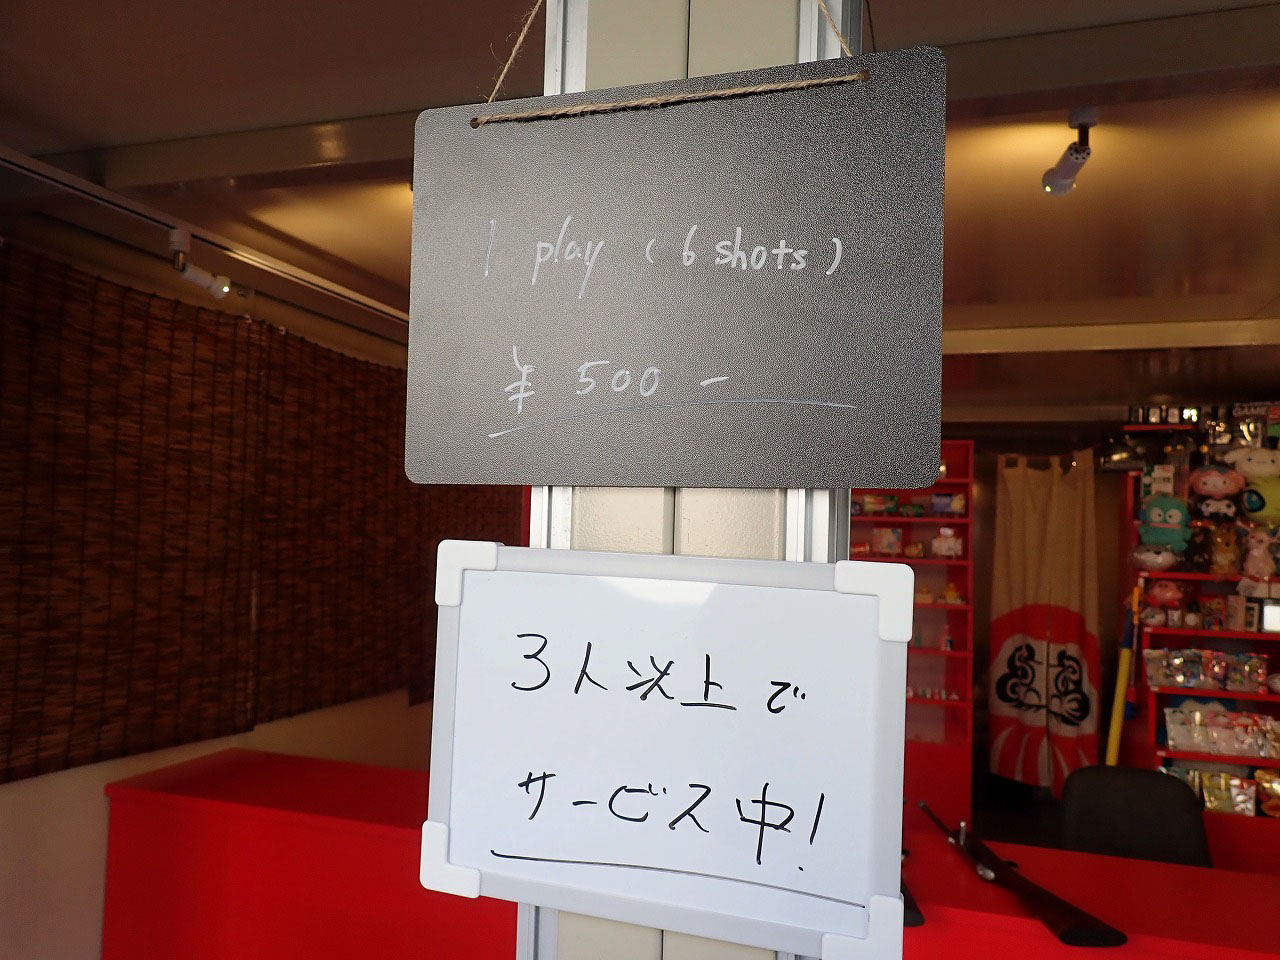 1 play (6 shots)
¥ 500 -
3人以上で
サービス中!